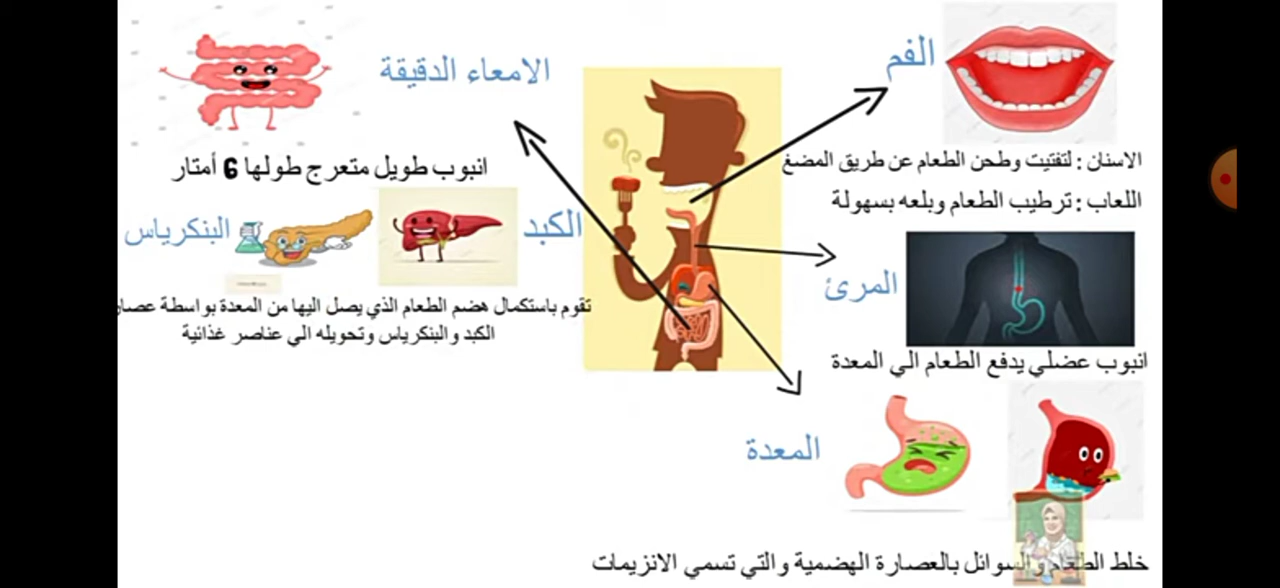 الفم
الاسنان : لتفتيت وطحن الطعام عن طريق المضغ
اللعاب : ترطيب الطعام وبلعه بسهولة
المرئ
انبوب عضلي يدفع الطعام الي المعدة
المعدة
خلط الطعام والسوائل بالعصارة الهضمية والتي تسمي الانزيمات
الامعاء الدقيقة
انبوب طويل متعرج طولها 6 أمتار
الكبد
البنكرياس
تقوم باستكمال هضم الطعام الذي يصل اليها من المعدة بواسطة عصار
الكبد والبنكرياس وتحويله الي عناصر غذائية